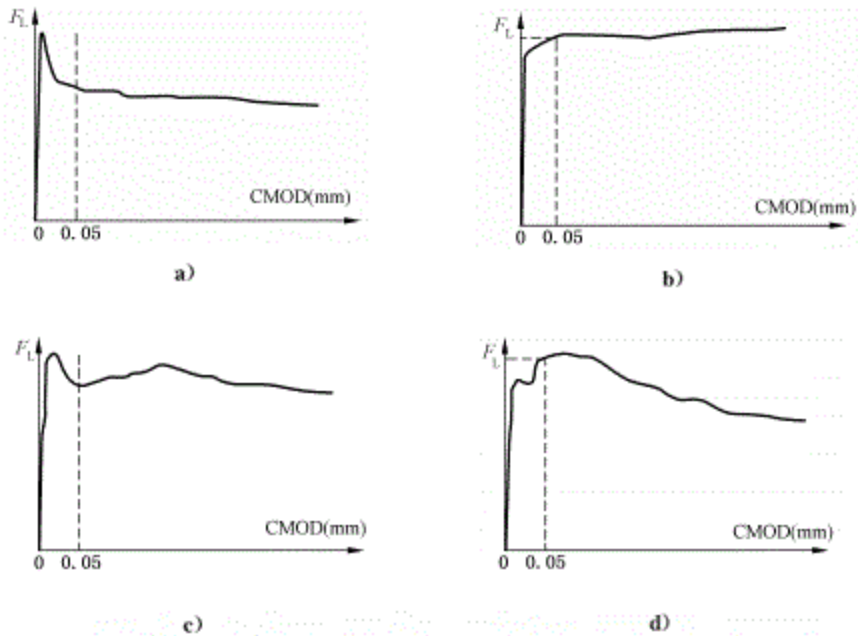 F_L
CMOD(mm)
0 0.05
a)
F_L
CMOD(mm)
0 0.05
b)
F_L
CMOD(mm)
0 0.05
c)
F_L
CMOD(mm)
0 0.05
d)